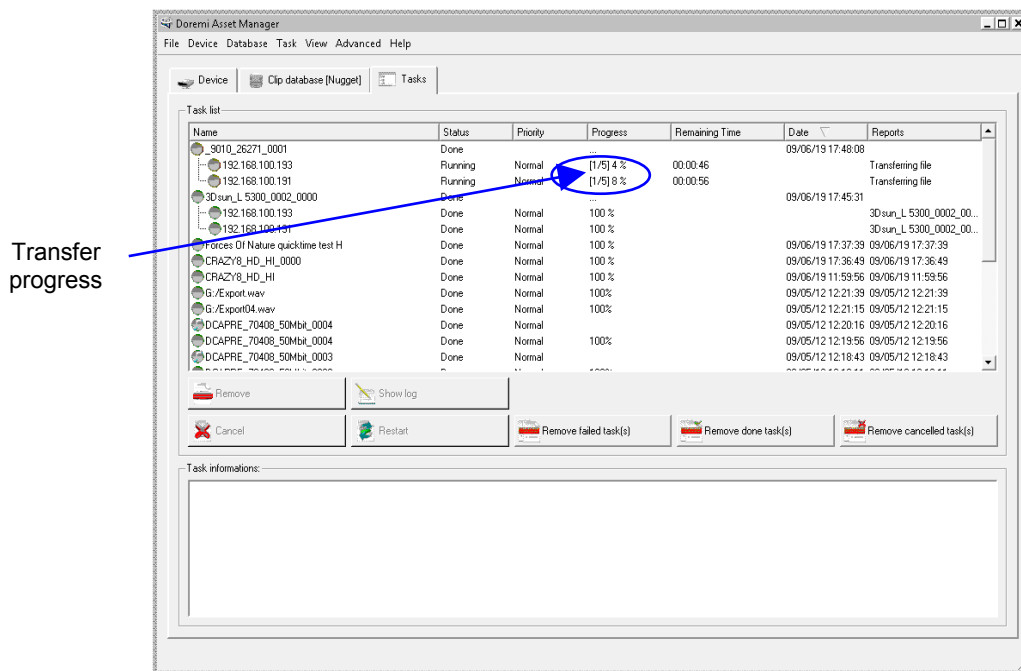 Doremi Asset Manager
File Device Database Task View Advanced Help
Device Clip database [Nugget] Tasks
Task list
Name Status Priority Progress Remaining Time Date Reports
_9010_26271_0001 Done ... 09/06/19 17:48:08
192.168.100.193 Running Normal [1/5] 4 % 00:00:46 Transferring file
192.168.100.191 Running Normal [1/5] 8 % 00:00:56 Transferring file
3Dsun_L 5300_0002_0000 Done ... 09/06/19 17:45:31
192.168.100.193 Done Normal 100 % 3Dsun_L 5300_0002_00...
192.168.100.191 Done Normal 100 % 3Dsun_L 5300_0002_00...
Transfer progress
Forces Of Nature quicktime test H Done Normal 100 % 09/06/19 17:37:39 09/06/19 17:37:39
CRAZY8_HD_HI_0000 Done Normal 100 % 09/06/19 17:36:49 09/06/19 17:36:49
CRAZY8_HD_HI Done Normal 100 % 09/06/19 11:59:56 09/06/19 11:59:56
G:/Export.wav Done Normal 100% 09/05/12 12:21:39 09/05/12 12:21:39
G:/Export04.wav Done Normal 100% 09/05/12 12:21:15 09/05/12 12:21:15
DCAPRE_70408_50Mbit_0004 Done Normal 09/05/12 12:20:16 09/05/12 12:20:16
DCAPRE_70408_50Mbit_0004 Done Normal 100% 09/05/12 12:19:56 09/05/12 12:19:56
DCAPRE_70408_50Mbit_0003 Done Normal 09/05/12 12:18:43 09/05/12 12:18:43
Remove Show log
Cancel Restart Remove failed task(s) Remove done task(s) Remove cancelled task(s)
Task informations: